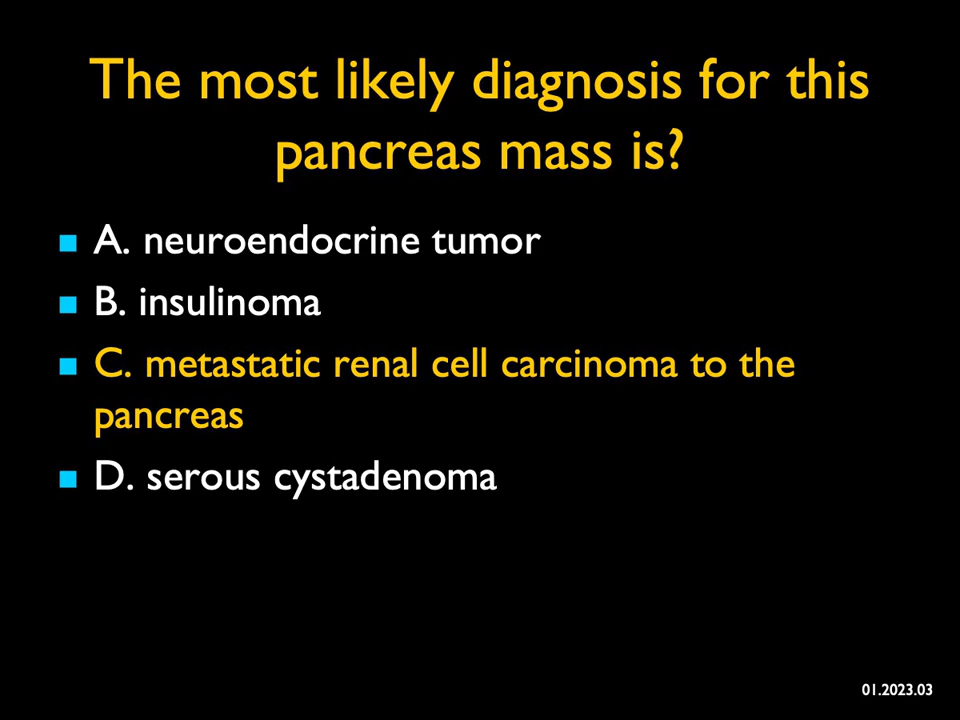 The most likely diagnosis for this
pancreas mass is?
A. neuroendocrine tumor
B. insulinoma
C. metastatic renal cell carcinoma to the
pancreas
D. serous cystadenoma
01.2023.03